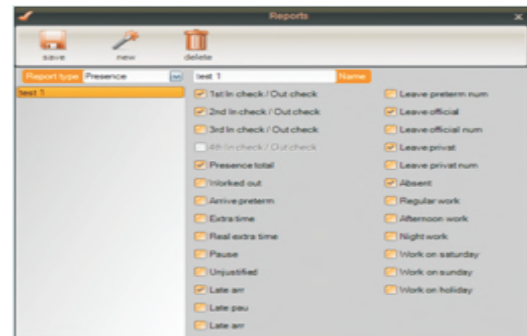 Reports
save new delete
Report type Presence test 1 Name
test 1
1st In check / Out check
2nd In check / Out check
3rd In check / Out check
4th In check / Out check
Presence total
Worked out
Arrive preterm
Extra time
Real extra time
Pause
Unjustified
Late arr
Late pau
Late arr
Leave preterm num
Leave official
Leave official num
Leave privat
Leave privat num
Absent
Regular work
Afternoon work
Night work
Work on saturday
Work on sunday
Work on holiday